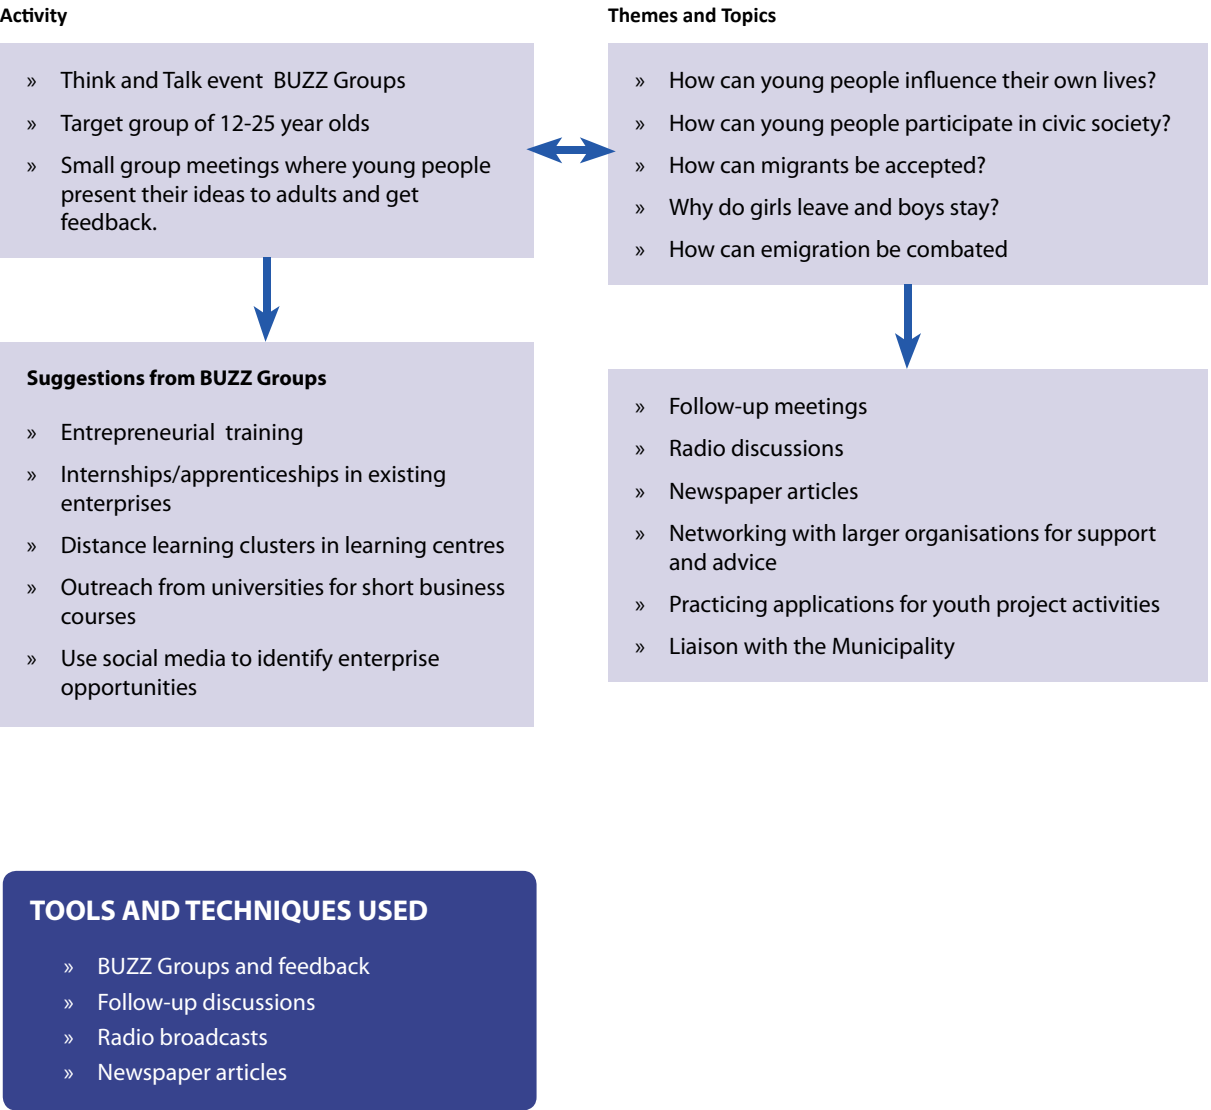 Activity
» Think and Talk event  BUZZ Groups
» Target group of 12-25 year olds
» Small group meetings where young people
present their ideas to adults and get
feedback.
Themes and Topics
» How can young people influence their own lives?
» How can young people participate in civic society?
» How can migrants be accepted?
» Why do girls leave and boys stay?
» How can emigration be combated
Suggestions from BUZZ Groups
» Entrepreneurial  training
» Internships/apprenticeships in existing
enterprises
» Distance learning clusters in learning centres
» Outreach from universities for short business
courses
» Use social media to identify enterprise
opportunities
» Follow-up meetings
» Radio discussions
» Newspaper articles
» Networking with larger organisations for support
and advice
» Practicing applications for youth project activities
» Liaison with the Municipality
TOOLS AND TECHNIQUES USED
» BUZZ Groups and feedback
» Follow-up discussions
» Radio broadcasts
» Newspaper articles